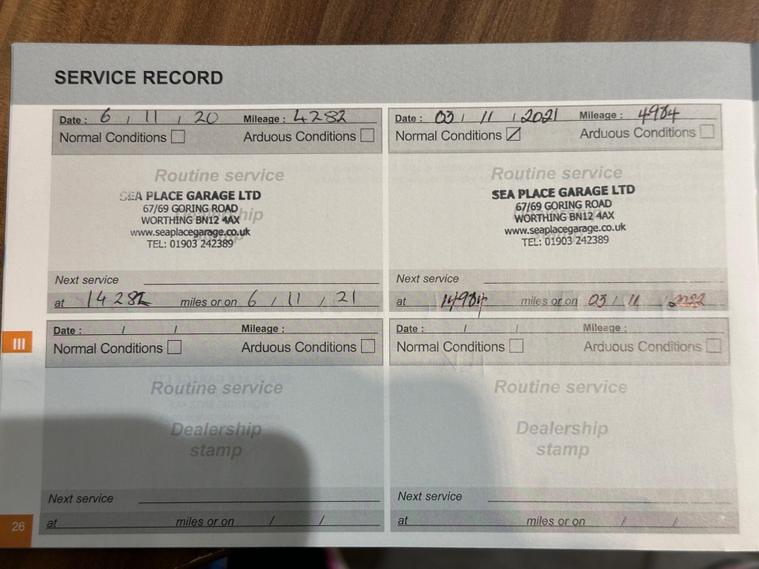 SERVICE RECORD
Date : 6 / 11 / 20 Mileage : 4282
Normal Conditions Arduous Conditions
Routine service
SEA PLACE GARAGE LTD
67/69 GORING ROAD
WORTHING BN12 4AX
www.seaplacegarage.co.uk
TEL: 01903 242389
Next service
at 14282 miles or on 6 / 11 / 21
Date : 03 / 11 / 2021 Mileage : 4984
Normal Conditions Arduous Conditions
Routine service
SEA PLACE GARAGE LTD
67/69 GORING ROAD
WORTHING BN12 4AX
www.seaplacegarage.co.uk
TEL: 01903 242389
Next service
at 14984 miles or on 03 / 11 / 2022
III
Date : / / Mileage :
Normal Conditions Arduous Conditions
Routine service
Dealership
stamp
Next service
at miles or on / /
Date : / / Mileage :
Normal Conditions Arduous Conditions
Routine service
Dealership
stamp
Next service
at miles or on / /
26